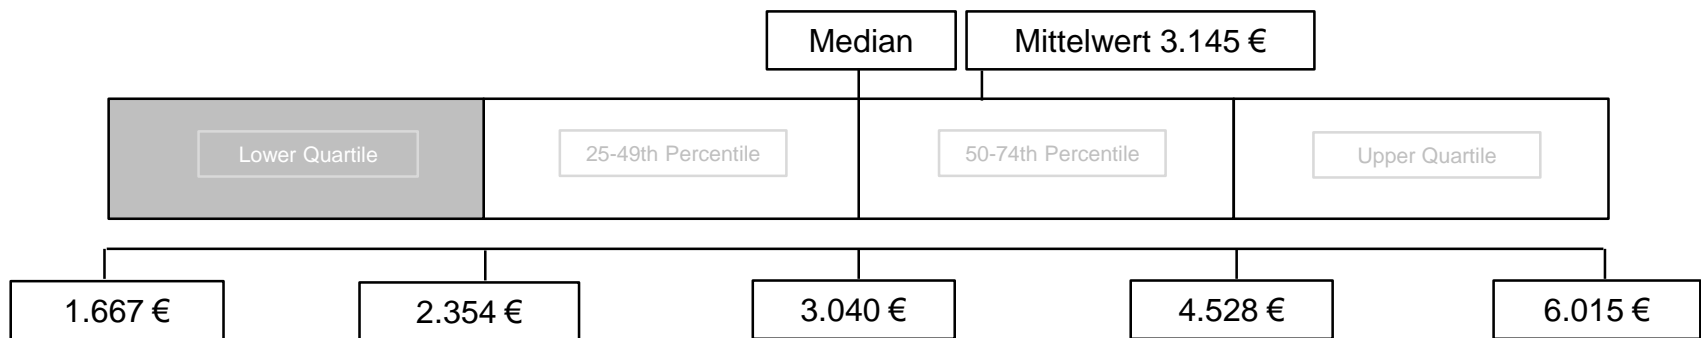 Median
Mittelwert 3.145 €
Lower Quartile
25-49th Percentile
50-74th Percentile
Upper Quartile
1.667 €
2.354 €
3.040 €
4.528 €
6.015 €